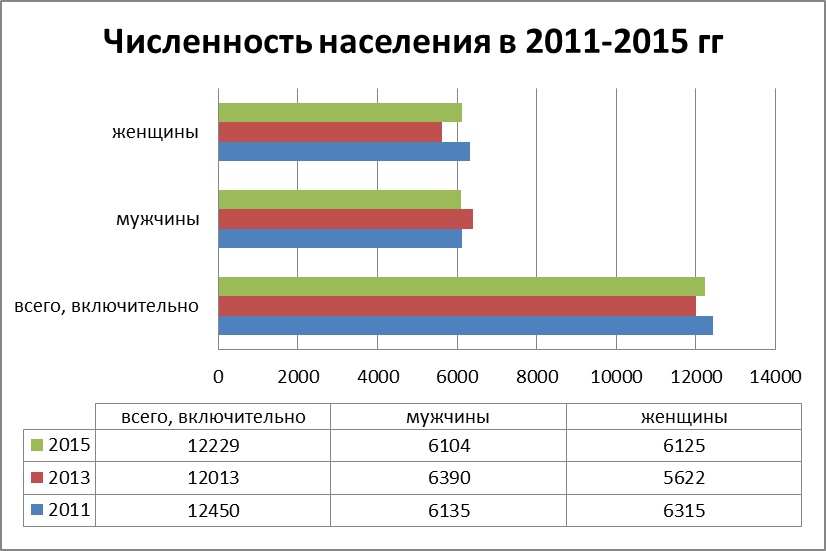 Численность населения в 2011-2015 гг
женщины
мужчины
всего, включительно
0 2000 4000 6000 8000 10000 12000 14000
всего, включительно мужчины женщины
2015 12229 6104 6125
2013 12013 6390 5622
2011 12450 6135 6315